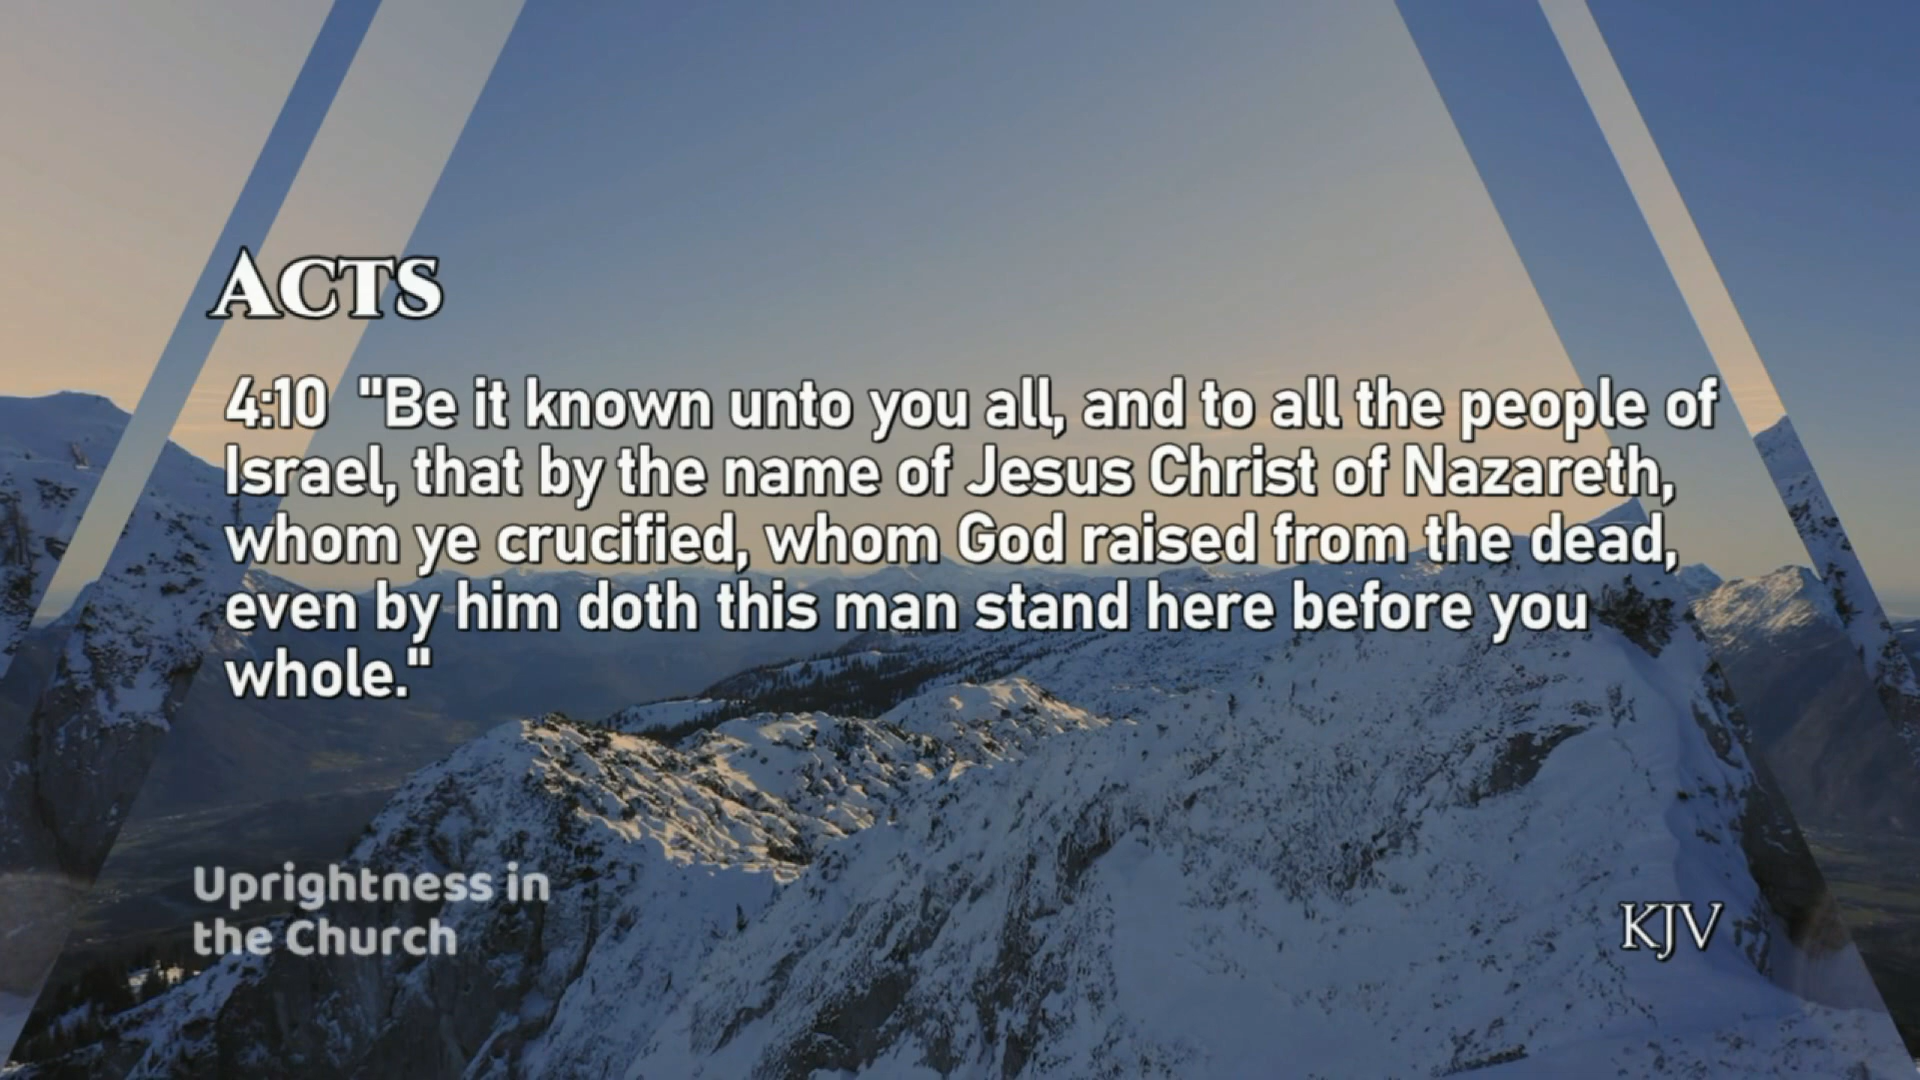 ACTS
4:10 "Be it known unto you all, and to all the people of
Israel, that by the name of Jesus Christ of Nazareth,
whom ye crucified, whom God raised from the dead,
even by him doth this man stand here before you
whole."
Uprightness in
the Church
KJV